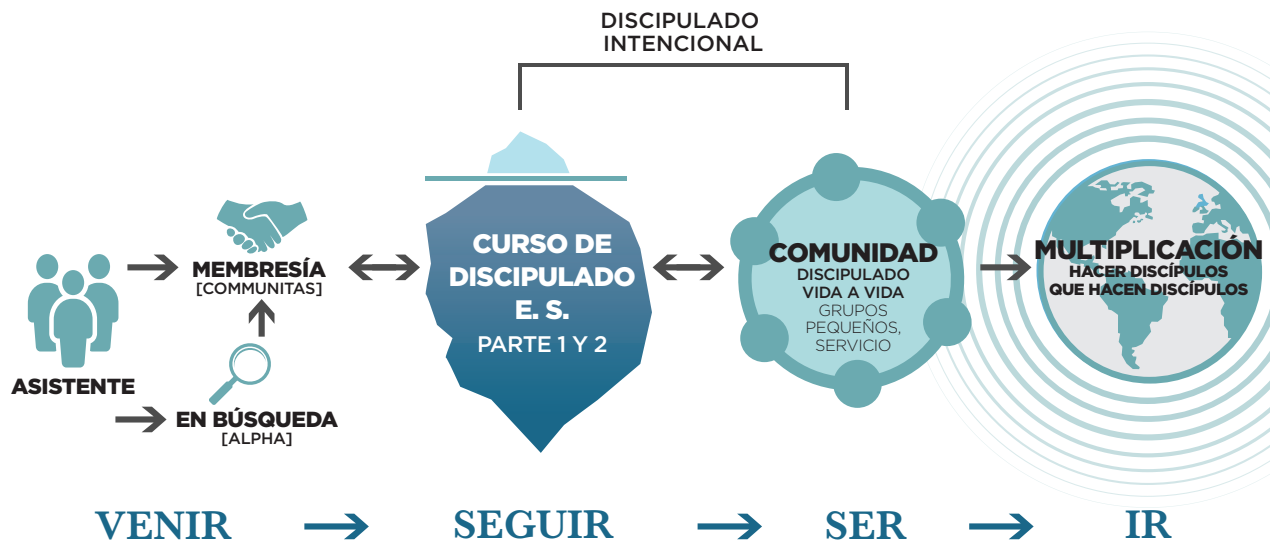 DISCIPULADO
INTENCIONAL
ASISTENTE
MEMBRESÍA
[COMMUNITAS]
EN BÚSQUEDA
[ALPHA]
CURSO DE
DISCIPULADO
E. S.
PARTE 1 Y 2
COMUNIDAD
DISCIPULADO
VIDA A VIDA
GRUPOS
PEQUEÑOS,
SERVICIO
MULTIPLICACIÓN
HACER DISCÍPULOS
QUE HACEN DISCÍPULOS
VENIR
SEGUIR
SER
IR